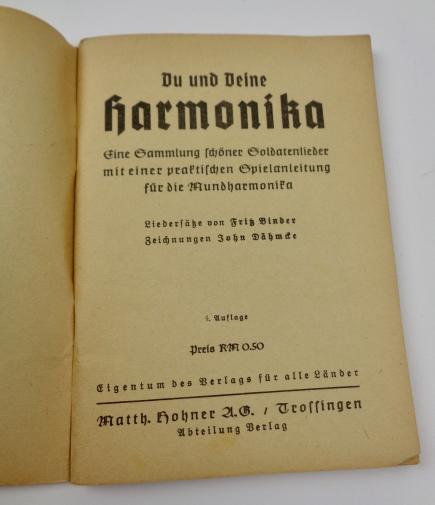 Du und Deine
Harmonika
Eine Sammlung schöner Soldatenlieder
mit einer praktischen Spielanleitung
für die Mundharmonika
Liedersätze von Fritz Binder
Zeichnungen John Dähmcke
Auflage
Preis RM 0.50
Eigentum des Verlags für alle Länder
Matth. Hohner A.G. / Trossingen
Abteilung Verlag